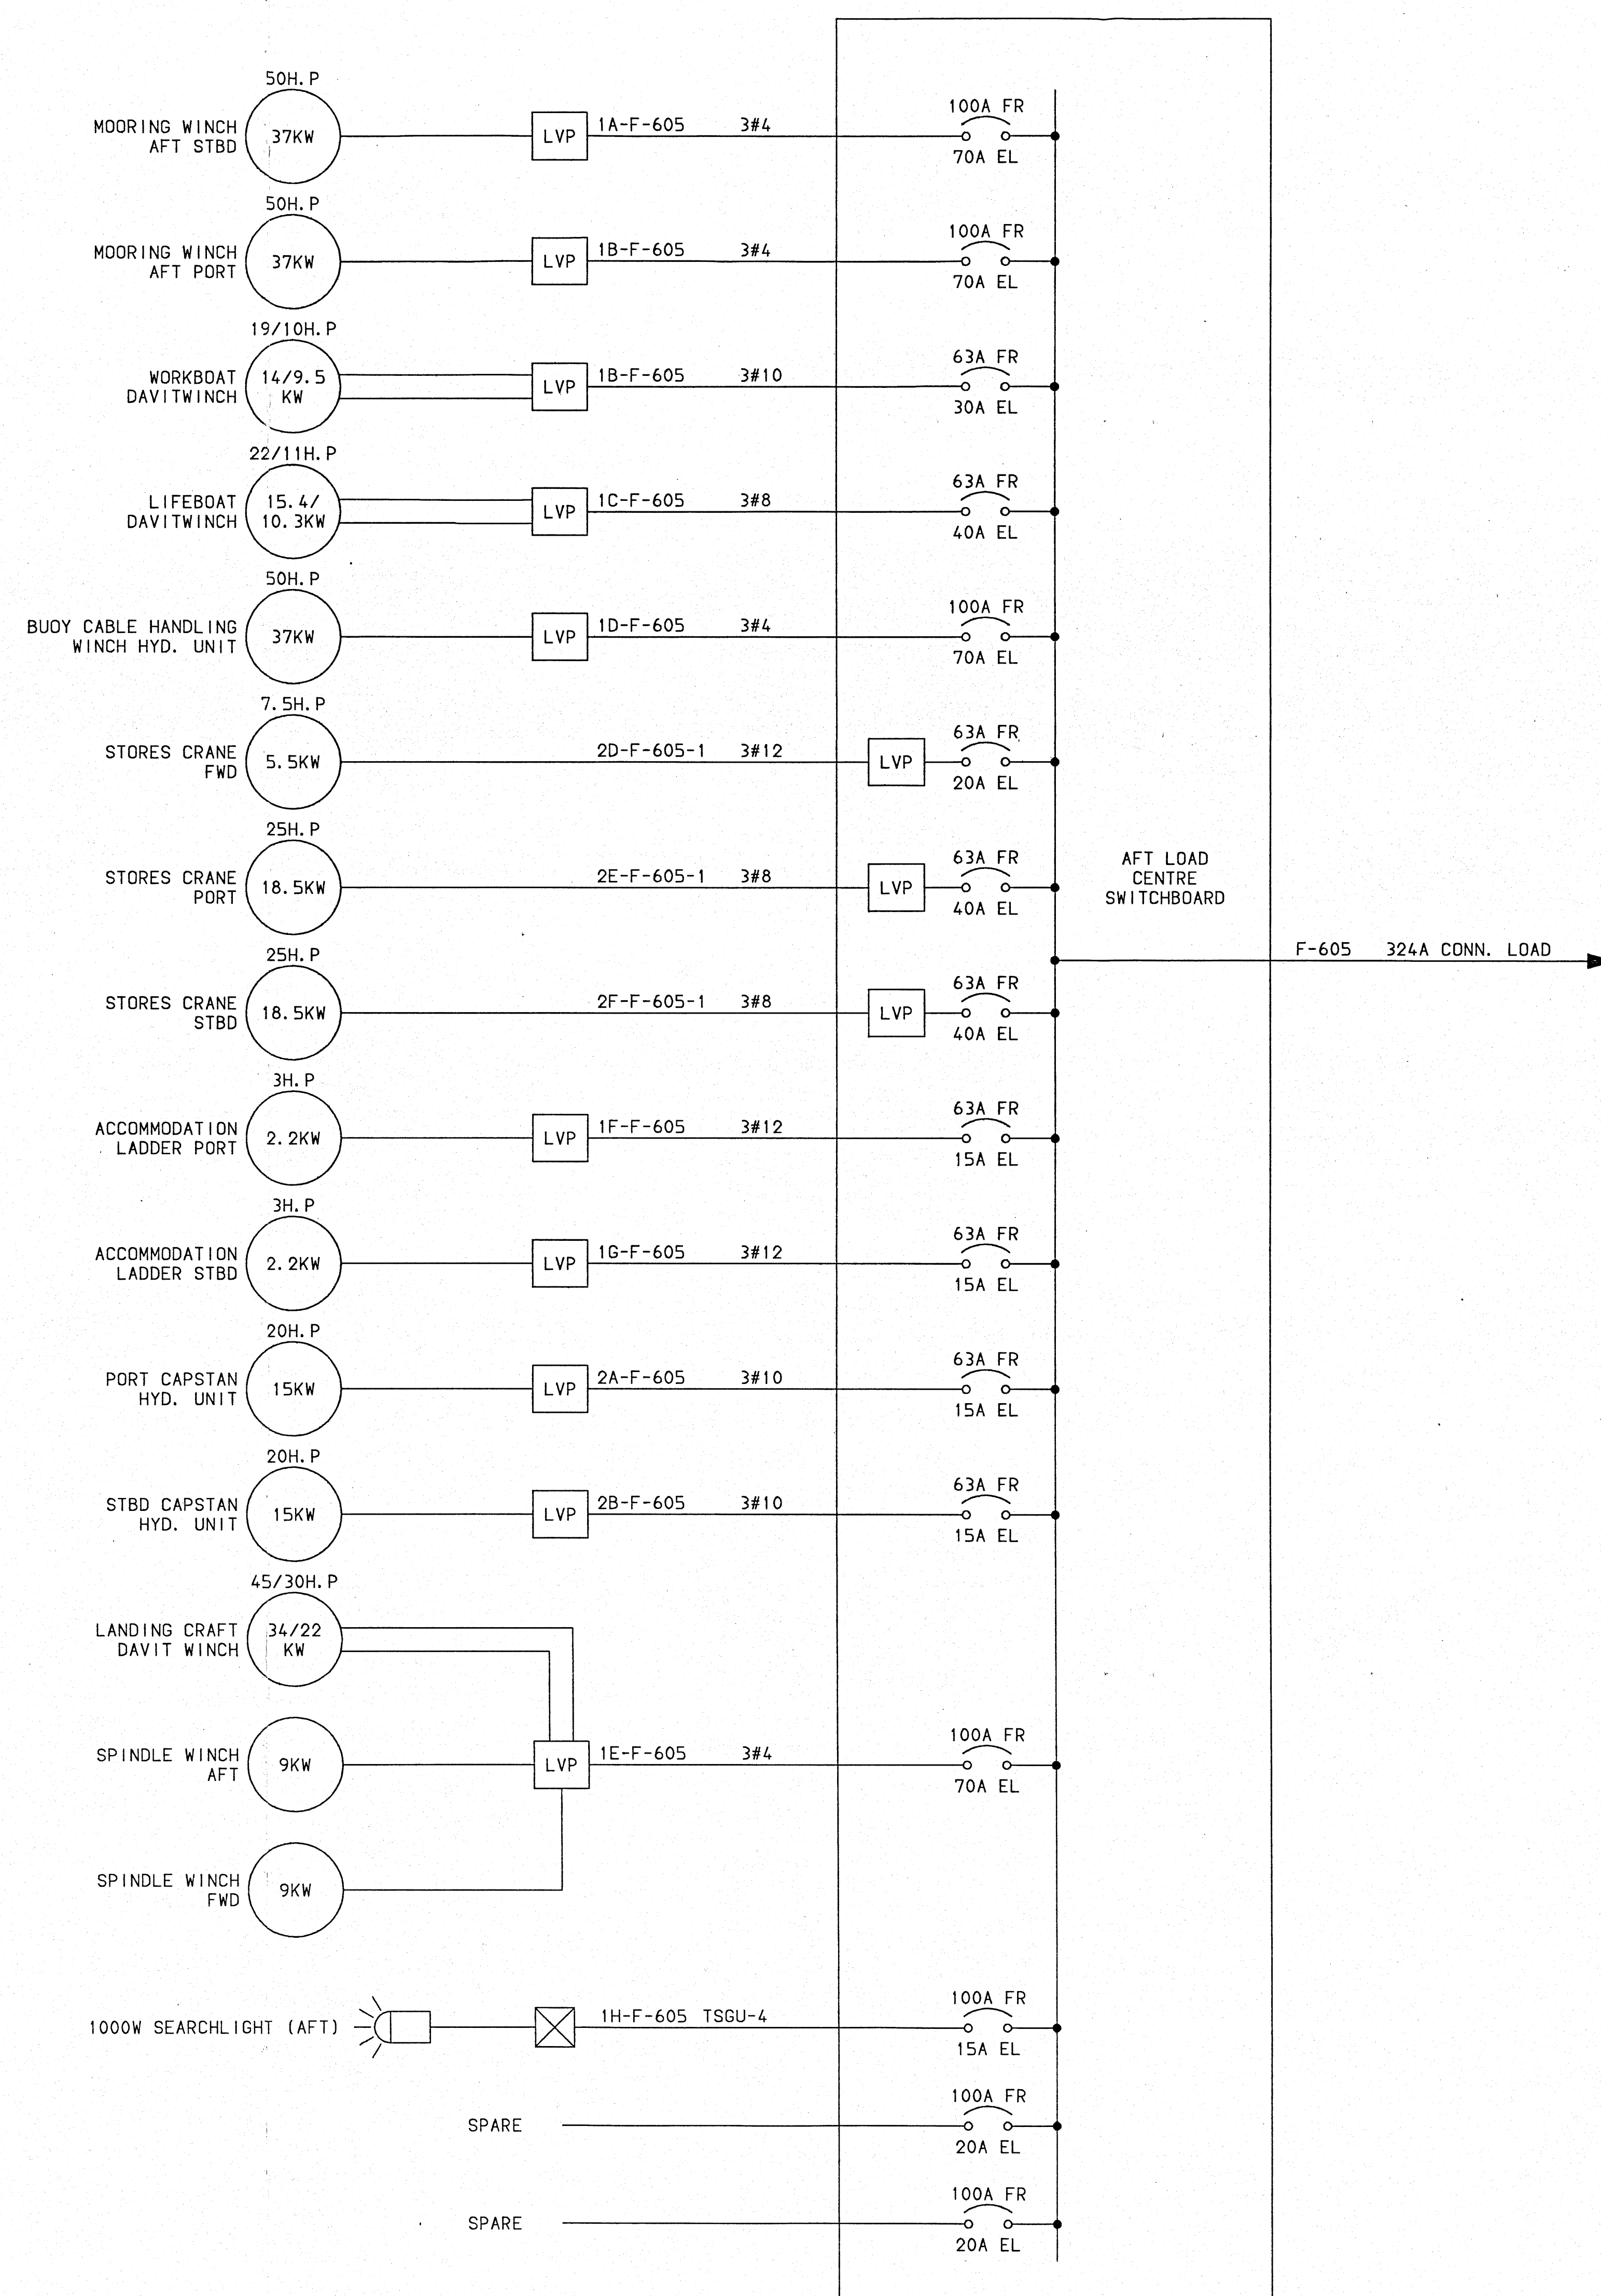 50H.P
MOORING WINCH
AFT STBD
37KW
LVP
1A-F-605 3#4
100A FR
70A EL
50H.P
MOORING WINCH
AFT PORT
37KW
LVP
1B-F-605 3#4
100A FR
70A EL
19/10H.P
WORKBOAT
DAVITWINCH
14/9.5
KW
LVP
1B-F-605 3#10
63A FR
30A EL
22/11H.P
LIFEBOAT
DAVITWINCH
15.4/
10.3KW
LVP
1C-F-605 3#8
63A FR
40A EL
50H.P
BUOY CABLE HANDLING
WINCH HYD. UNIT
37KW
LVP
1D-F-605 3#4
100A FR
70A EL
7.5H.P
STORES CRANE
FWD
5.5KW
2D-F-605-1 3#12
LVP
63A FR
20A EL
25H.P
STORES CRANE
PORT
18.5KW
2E-F-605-1 3#8
LVP
63A FR
40A EL
AFT LOAD
CENTRE
SWITCHBOARD
F-605 324A CONN. LOAD
25H.P
STORES CRANE
STBD
18.5KW
2F-F-605-1 3#8
LVP
63A FR
40A EL
3H.P
ACCOMMODATION
LADDER PORT
2.2KW
LVP
1F-F-605 3#12
63A FR
15A EL
3H.P
ACCOMMODATION
LADDER STBD
2.2KW
LVP
1G-F-605 3#12
63A FR
15A EL
20H.P
PORT CAPSTAN
HYD. UNIT
15KW
LVP
2A-F-605 3#10
63A FR
15A EL
20H.P
STBD CAPSTAN
HYD. UNIT
15KW
LVP
2B-F-605 3#10
63A FR
15A EL
45/30H.P
LANDING CRAFT
DAVIT WINCH
34/22
KW
SPINDLE WINCH
AFT
9KW
LVP
1E-F-605 3#4
100A FR
70A EL
SPINDLE WINCH
FWD
9KW
1000W SEARCHLIGHT (AFT)
1H-F-605 TSGU-4
100A FR
15A EL
SPARE
100A FR
20A EL
SPARE
100A FR
20A EL